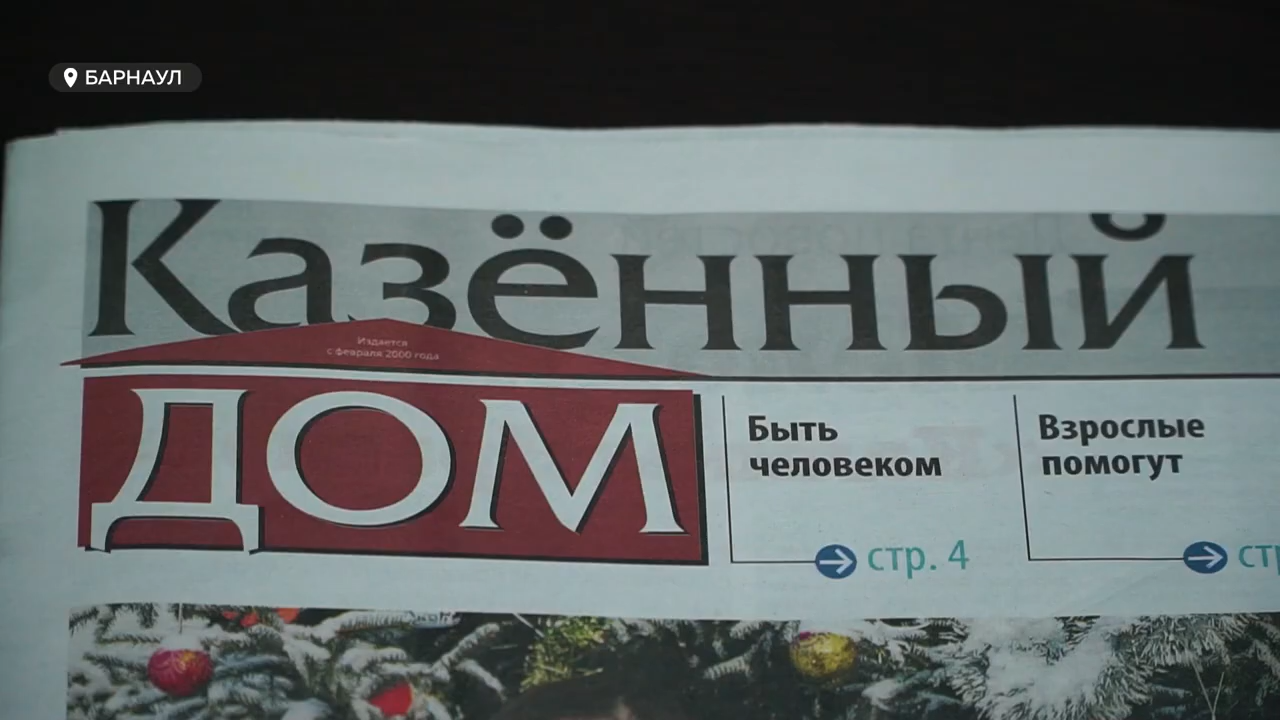 БАРНАУЛ
Казённый
Издается
с февраля 2000 года
ДОМ
Быть
человеком
стр. 4
Взрослые
помогут